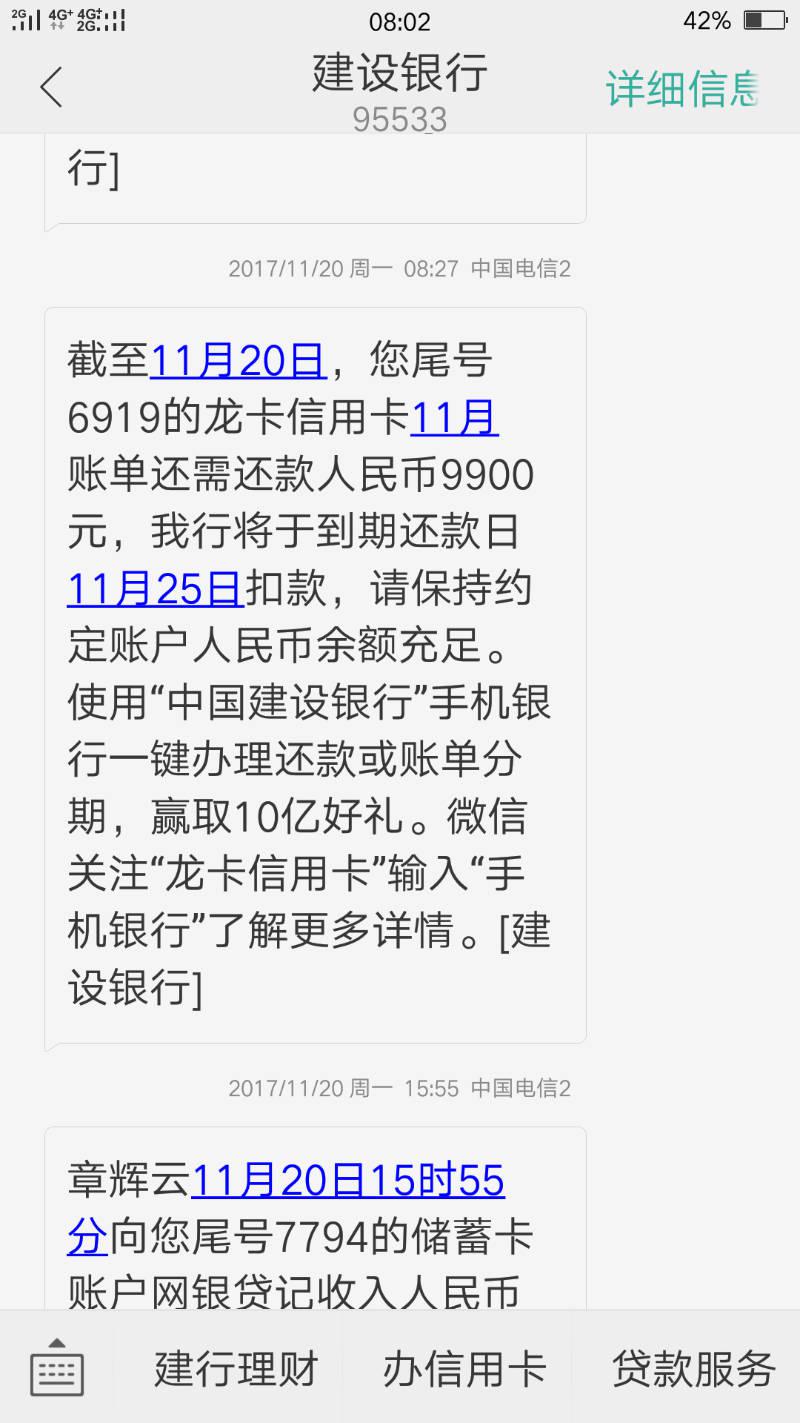 2G 4G+ 4G+ 2G 08:02 42%
建设银行 详细信息
95533
行]
2017/11/20 周一 08:27 中国电信2
截至11月20日，您尾号
6919的龙卡信用卡11月
账单还需还款人民币9900
元，我行将于到期还款日
11月25日扣款，请保持约
定账户人民币余额充足。
使用“中国建设银行”手机银
行一键办理还款或账单分
期，赢取10亿好礼。微信
关注“龙卡信用卡”输入“手
机银行”了解更多详情。[建
设银行]
2017/11/20 周一 15:55 中国电信2
章辉云11月20日15时55
分向您尾号7794的储蓄卡
账户网银贷记收入人民币
建行理财 办信用卡 贷款服务